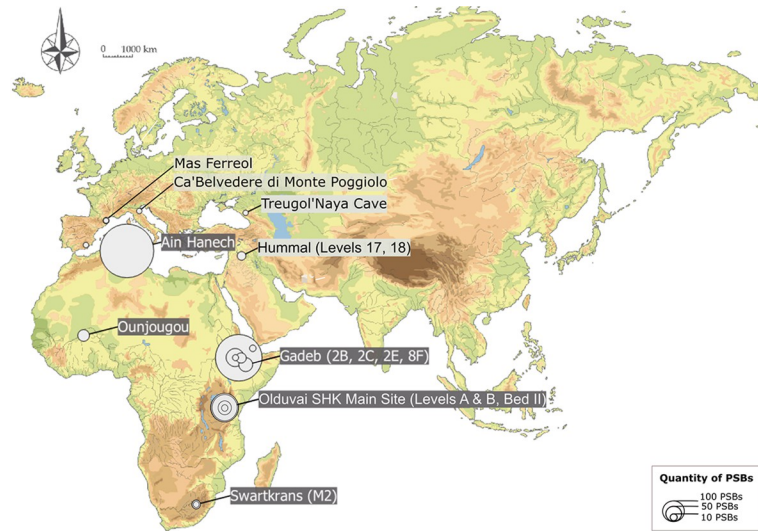 0 1000 km
Mas Ferreol
Ca'Belvedere di Monte Poggiolo
Treugol'Naya Cave
Ain Hanech
Hummal (Levels 17, 18)
Ounjougou
Gadeb (2B, 2C, 2E, 8F)
Olduvai SHK Main Site (Levels A & B, Bed II)
Swartkrans (M2)
Quantity of PSBs
100 PSBs
50 PSBs
10 PSBs